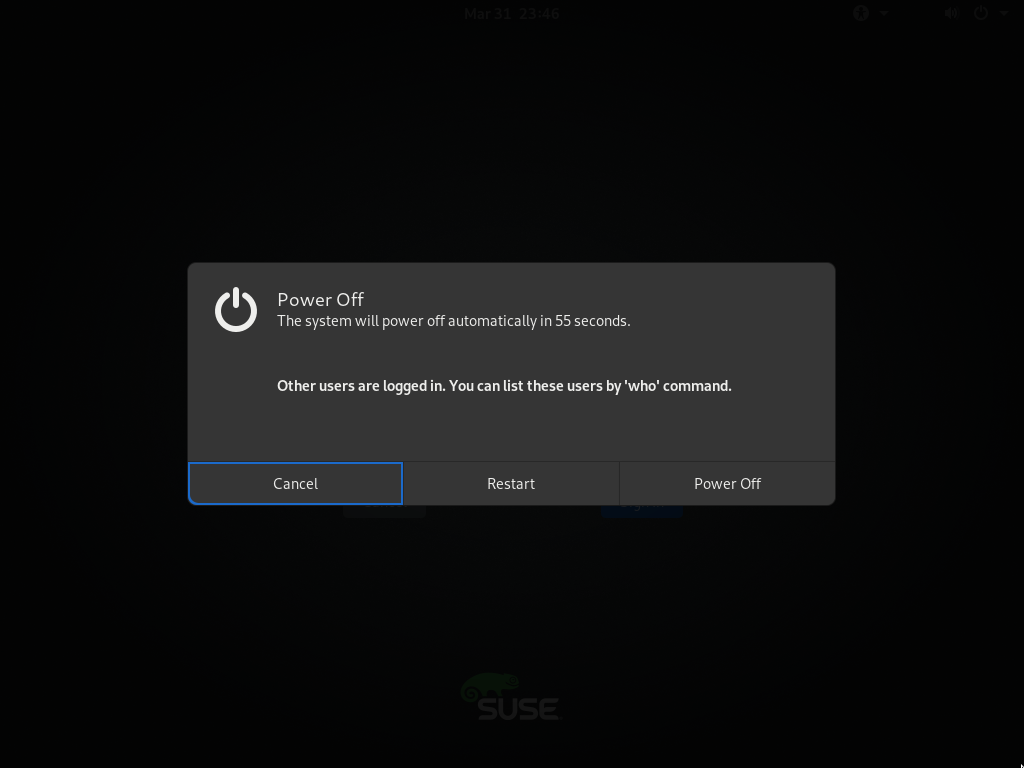 Mar 31 23:46
Power Off
The system will power off automatically in 55 seconds.
Other users are logged in. You can list these users by 'who' command.
Cancel
Restart
Power Off
SUSE